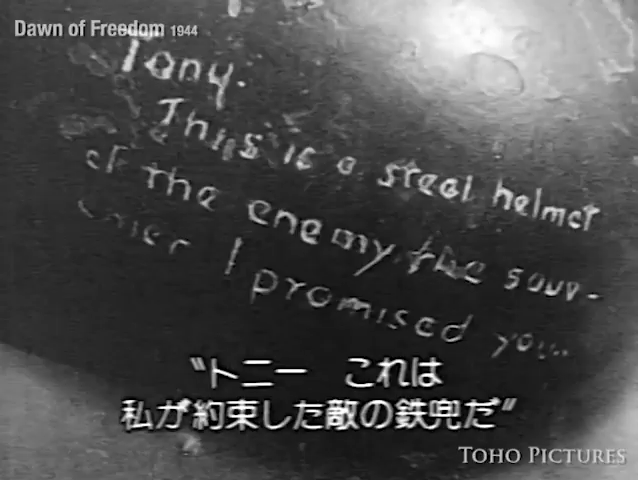 Dawn of Freedom 1944
Tony.
This is a steel helmet
of the enemy, the souv-
enier I promised you...
“トニー これは
私が約束した敵の鉄兜だ”
TOHO PICTURES